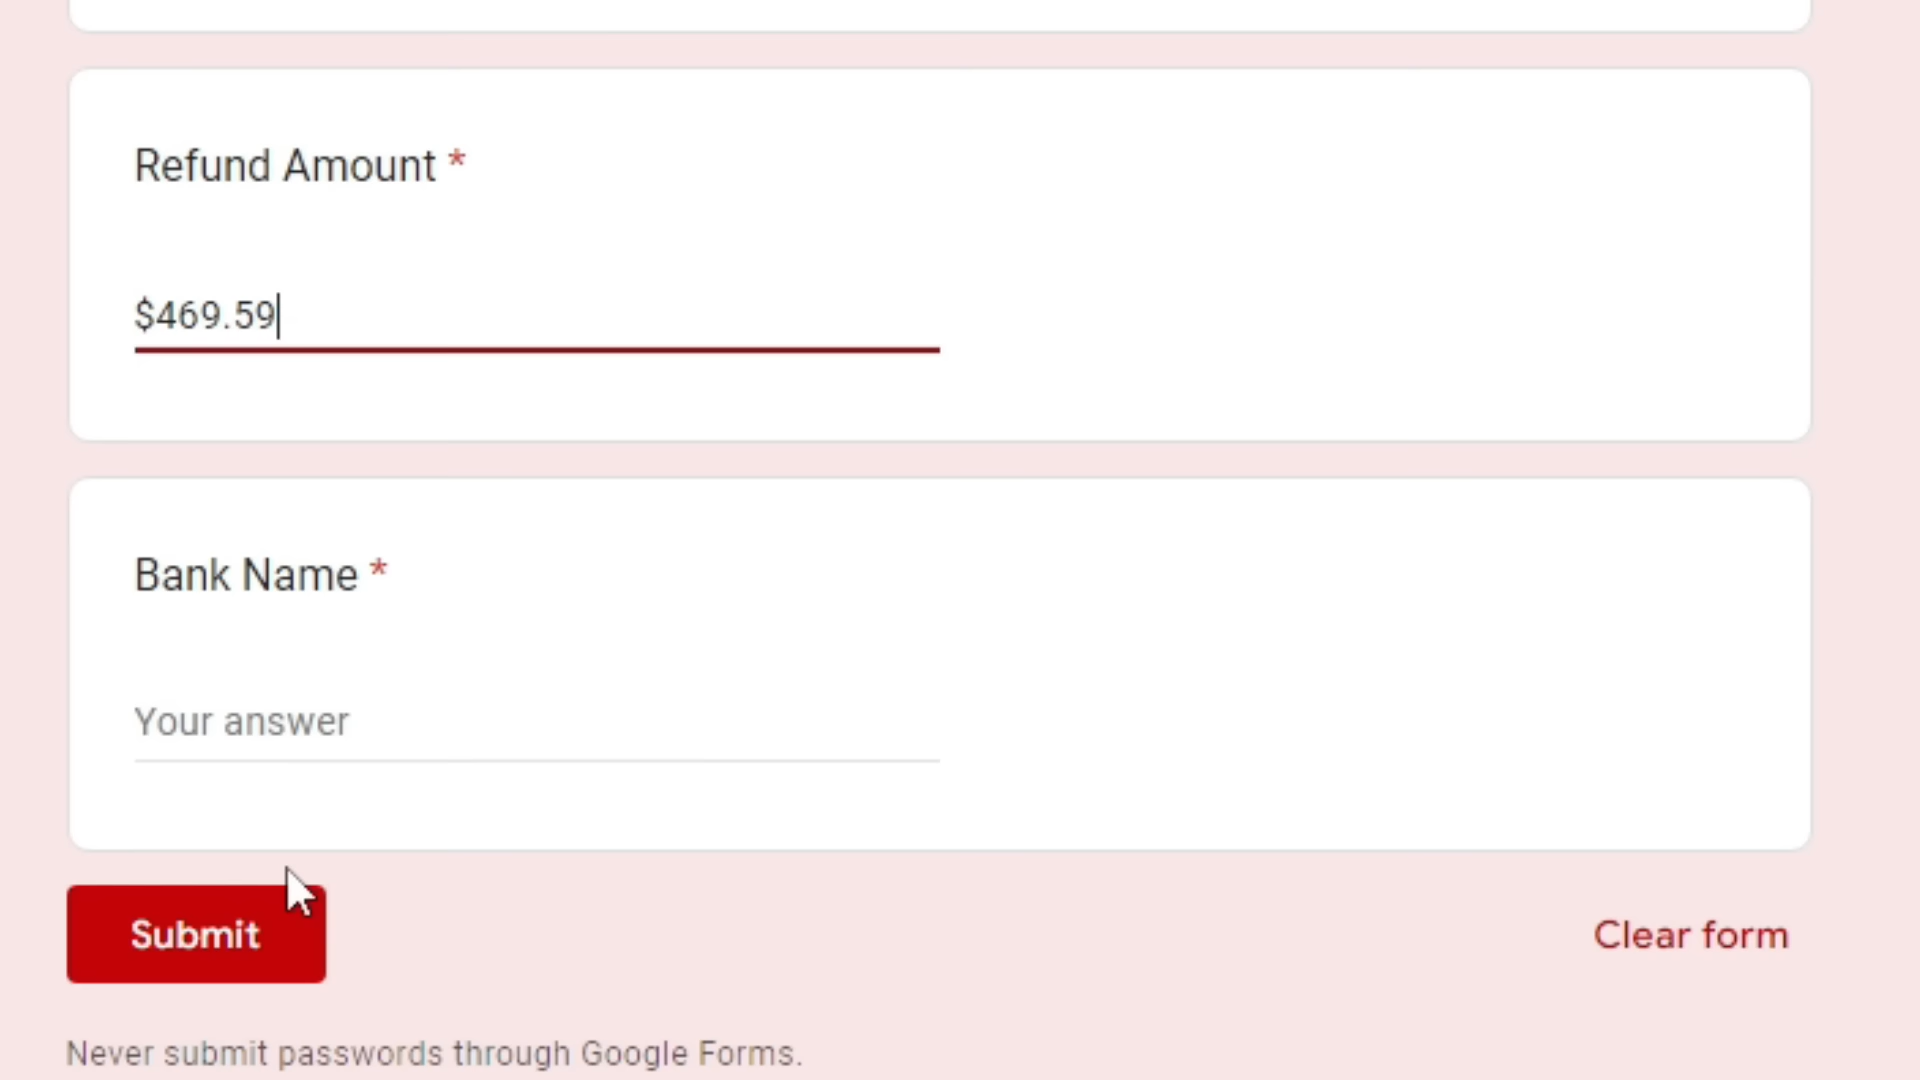 Refund Amount *
$469.59
Bank Name *
Your answer
Submit
Clear form
Never submit passwords through Google Forms.